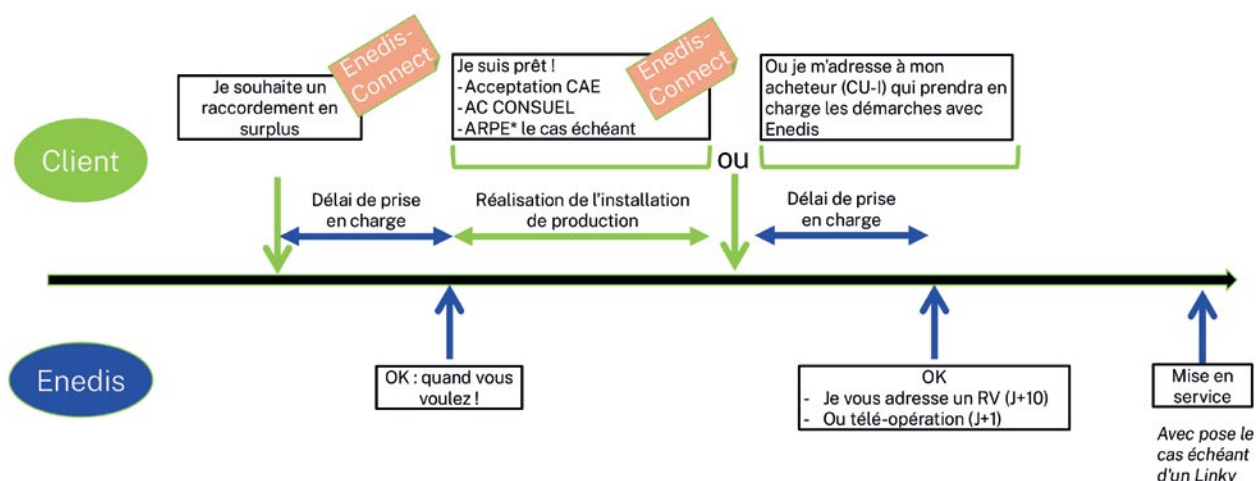 Je souhaite un
raccordement en
surplus
Enedis-
Connect
Je suis prêt !
-Acceptation CAE
-AC CONSUEL
-ARPE* le cas échéant
Enedis-
Connect
Ou je m'adresse à mon
acheteur (CU-I) qui prendra en
charge les démarches avec
Enedis
Client
ou
Délai de prise
en charge
Réalisation de l'installation
de production
Délai de prise
en charge
Enedis
OK : quand vous
voulez !
OK
- Je vous adresse un RV (J+10)
- Ou télé-opération (J+1)
Mise en
service
Avec pose le
cas échéant
d'un Linky